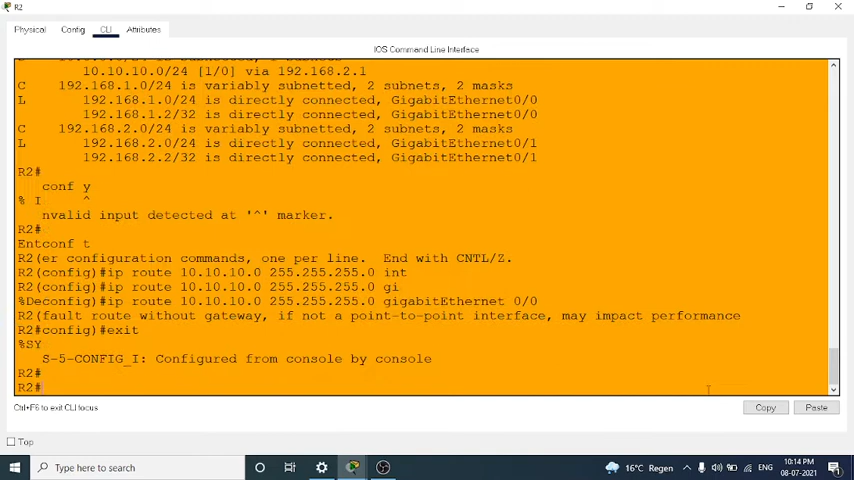 R2
Physical Config CLI Attributes
IOS Command Line Interface
10.10.10.0/24 [1/0] via 192.168.2.1
C 192.168.1.0/24 is variably subnetted, 2 subnets, 2 masks
L 192.168.1.0/24 is directly connected, GigabitEthernet0/0
192.168.1.2/32 is directly connected, GigabitEthernet0/0
C 192.168.2.0/24 is variably subnetted, 2 subnets, 2 masks
L 192.168.2.0/24 is directly connected, GigabitEthernet0/1
192.168.2.2/32 is directly connected, GigabitEthernet0/1
R2#
conf y
% I ^
nvalid input detected at '^' marker.
R2#
Entconf t
R2(er configuration commands, one per line. End with CNTL/Z.
R2(config)#ip route 10.10.10.0 255.255.255.0 int
R2(config)#ip route 10.10.10.0 255.255.255.0 gi
%Deconfig)#ip route 10.10.10.0 255.255.255.0 gigabitEthernet 0/0
R2(fault route without gateway, if not a point-to-point interface, may impact performance
R2#config)#exit
%SY
S-5-CONFIG_I: Configured from console by console
R2#
R2#
Ctrl+F6 to exit CLI focus
Copy Paste
Top
Type here to search
16°C Regen
ENG
10:14 PM
08-07-2021